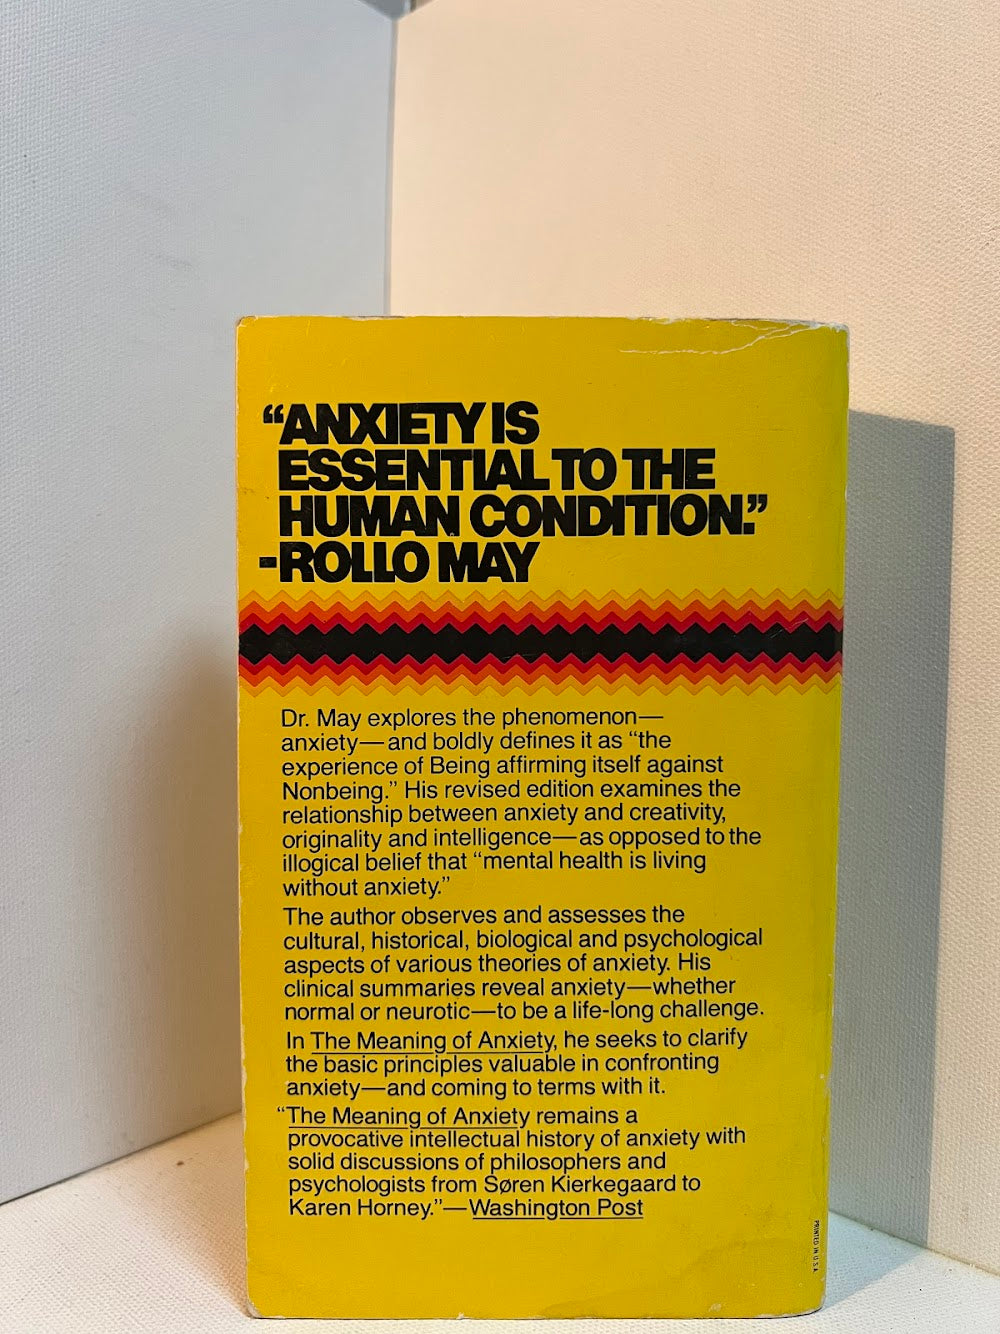 “ANXIETY IS
ESSENTIAL TO THE
HUMAN CONDITION.”
-ROLLO MAY
Dr. May explores the phenomenon—
anxiety—and boldly defines it as “the
experience of Being affirming itself against
Nonbeing.” His revised edition examines the
relationship between anxiety and creativity,
originality and intelligence—as opposed to the
illogical belief that “mental health is living
without anxiety.”
The author observes and assesses the
cultural, historical, biological and psychological
aspects of various theories of anxiety. His
clinical summaries reveal anxiety—whether
normal or neurotic—to be a life-long challenge.
In The Meaning of Anxiety, he seeks to clarify
the basic principles valuable in confronting
anxiety—and coming to terms with it.
“The Meaning of Anxiety remains a
provocative intellectual history of anxiety with
solid discussions of philosophers and
psychologists from Søren Kierkegaard to
Karen Horney.”—Washington Post
PRINTED IN U.S.A.